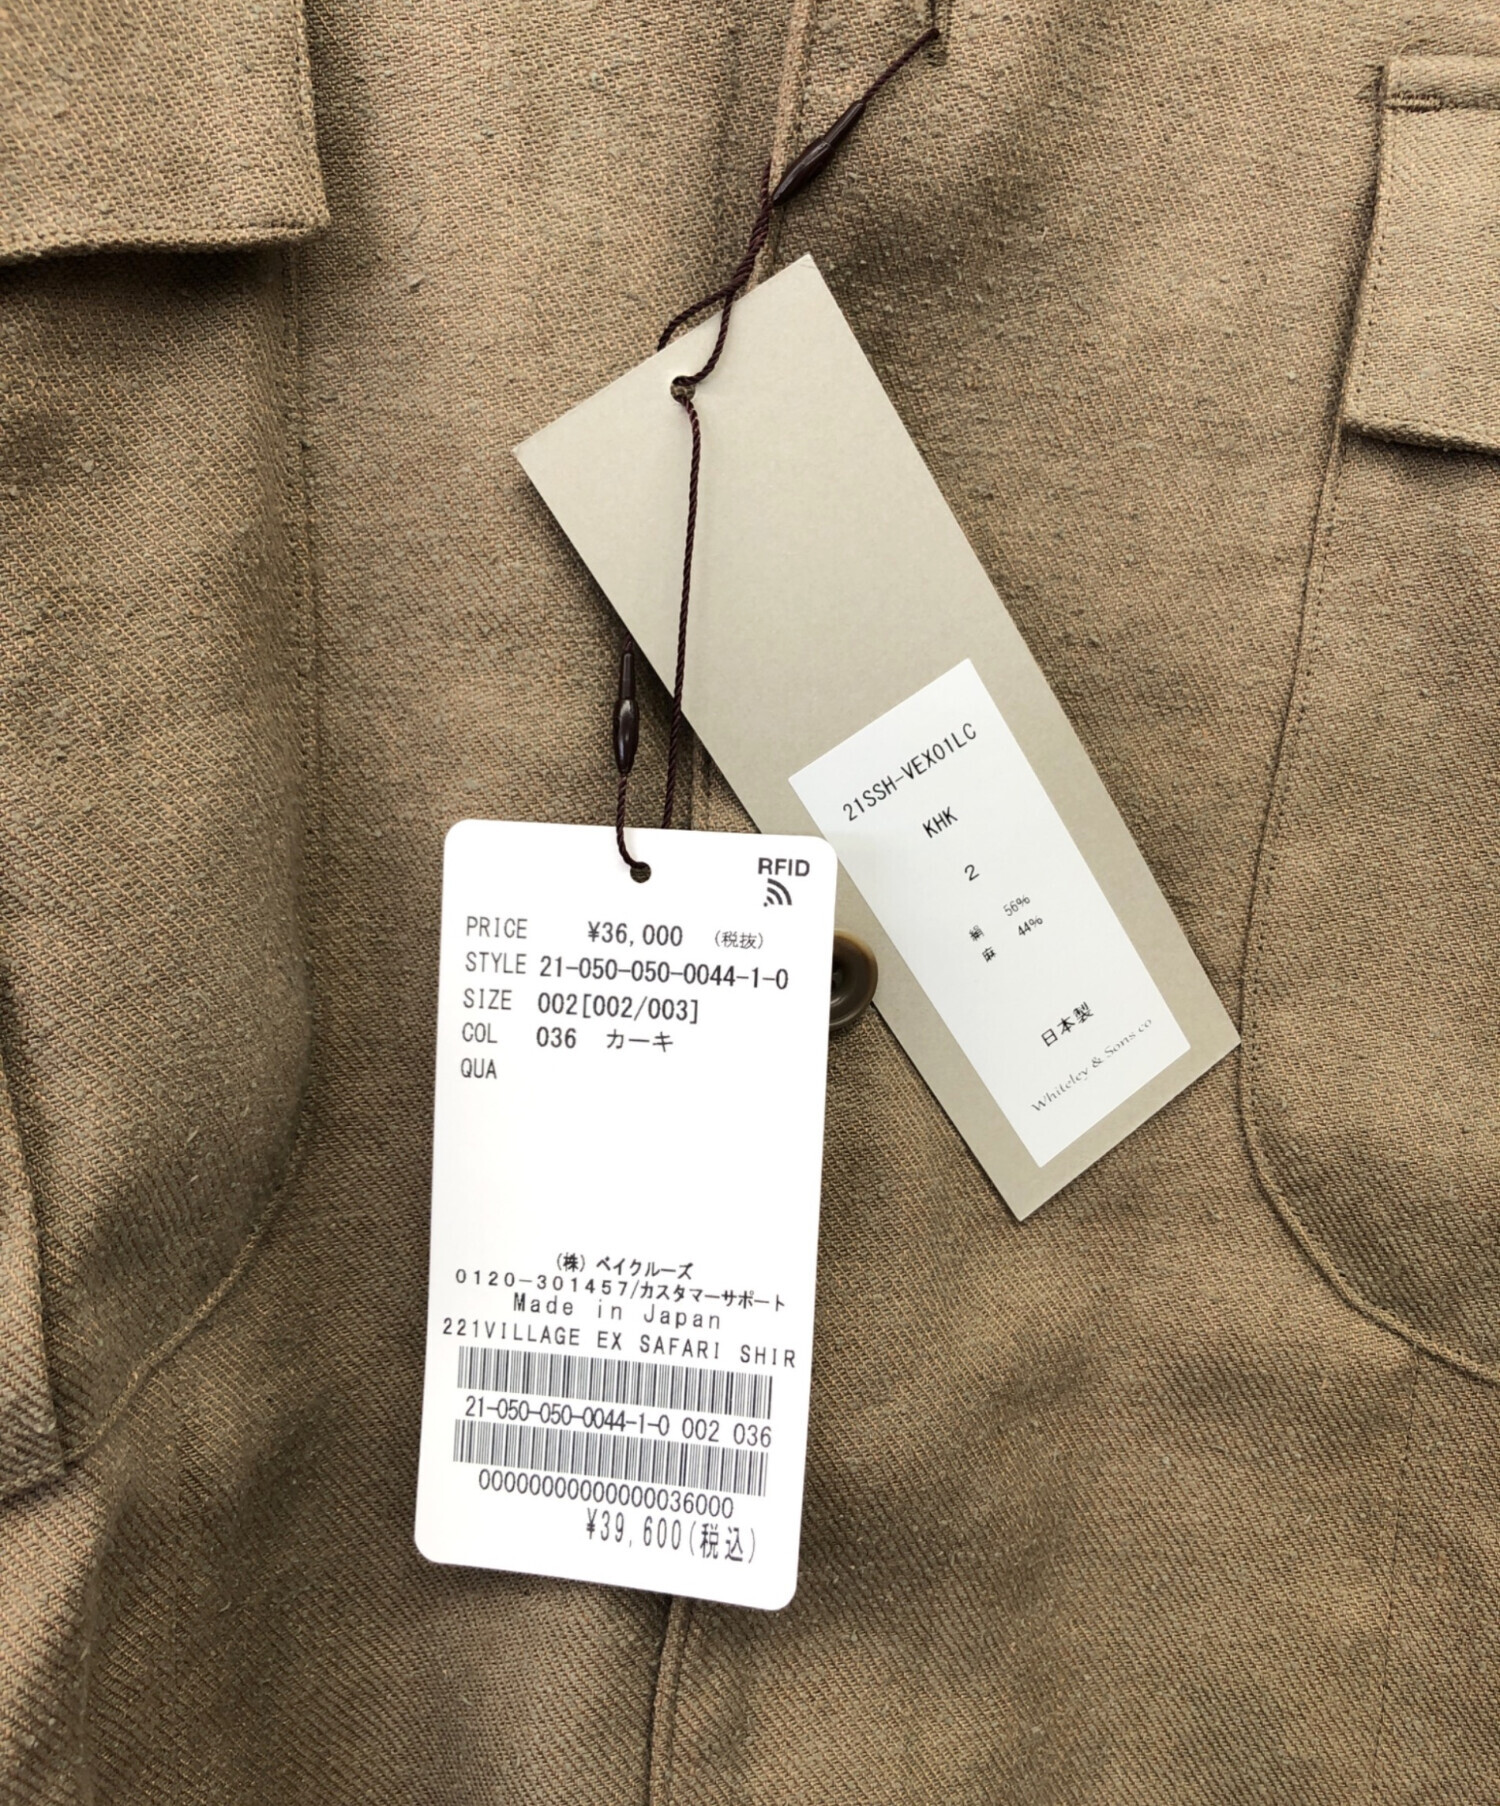 21SSH-VEX01LC
KHK
2
絹 56%
麻 44%
日本製
Whiteley & Sons co
RFID
PRICE ¥36,000 (税抜)
STYLE 21-050-050-0044-1-0
SIZE 002[002/003]
COL 036 カーキ
QUA
(株) ベイクルーズ
0120-301457/カスタマーサポート
Made in Japan
221VILLAGE EX SAFARI SHIR
21-050-050-0044-1-0 002 036
0000000000000036000
¥39,600(税込)